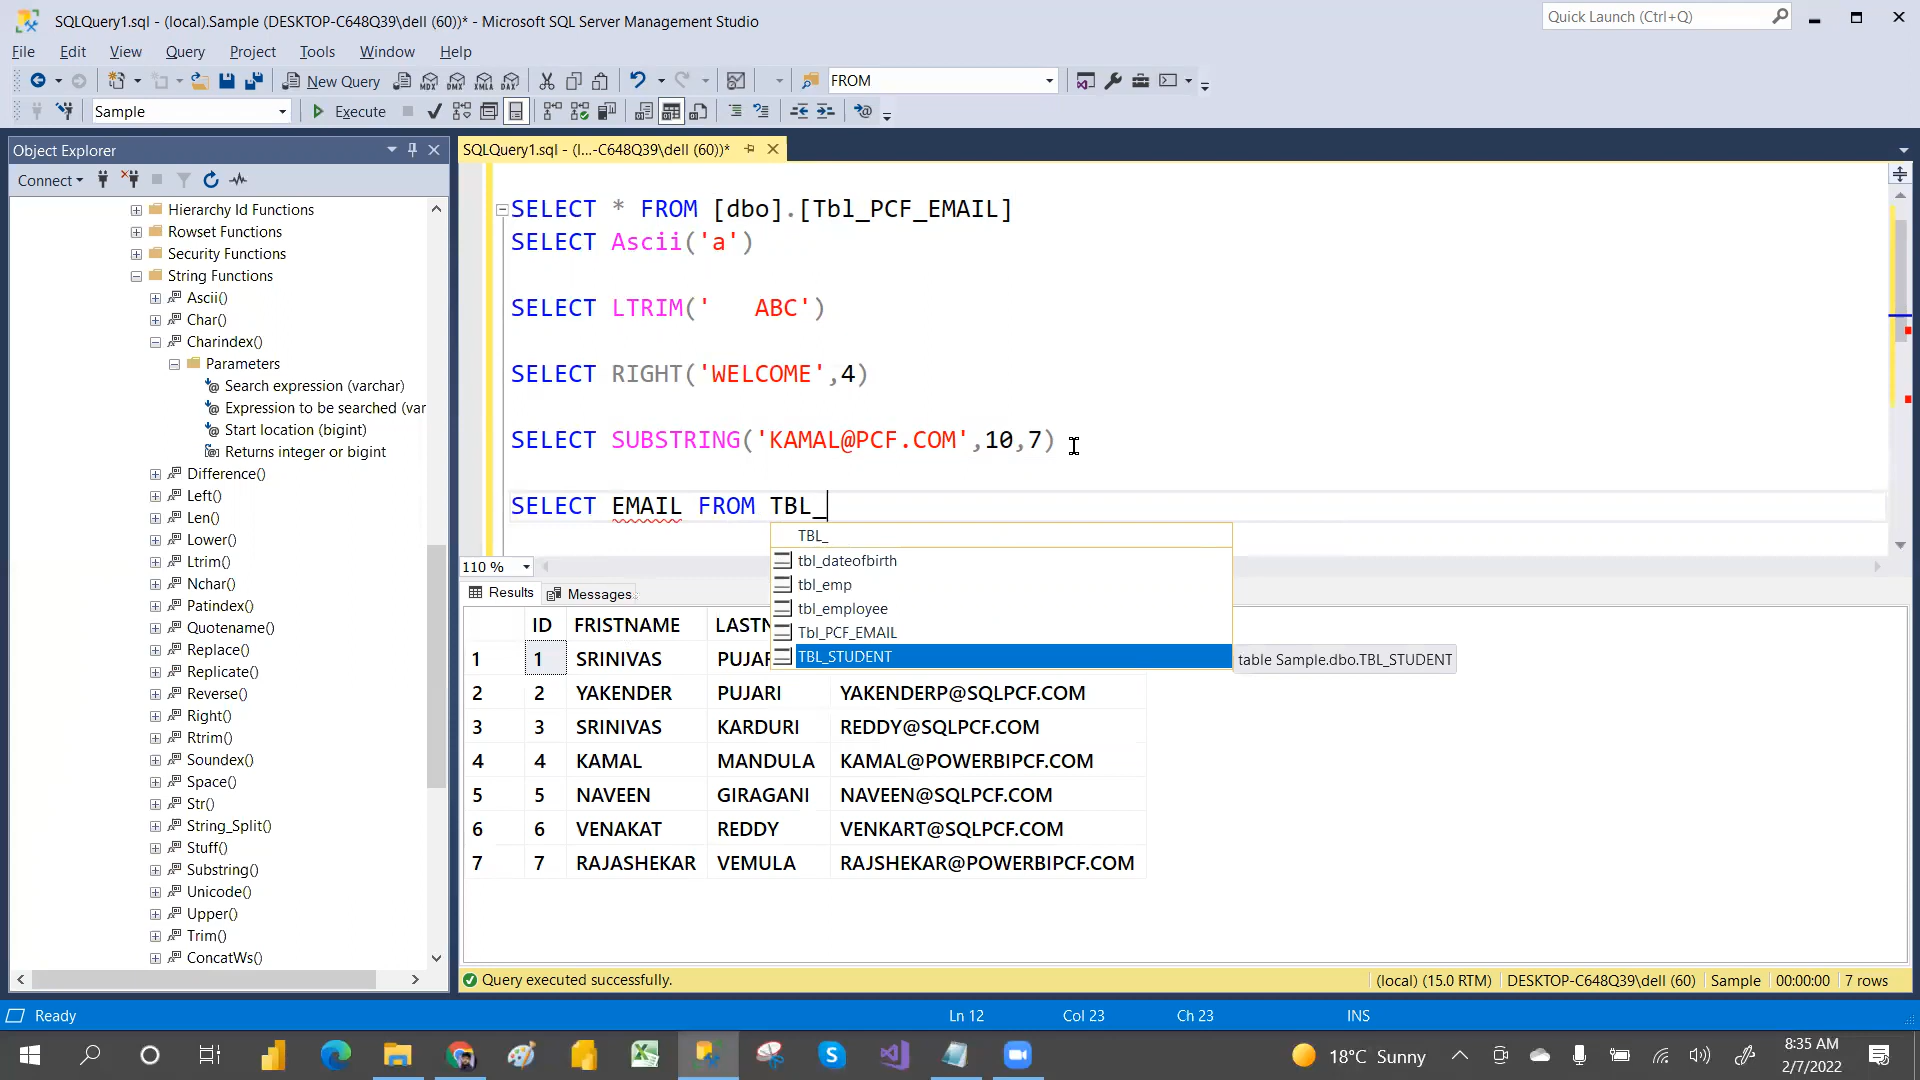 SQLQuery1.sql - (local).Sample (DESKTOP-C648Q39\dell (60))* - Microsoft SQL Server Management Studio
Quick Launch (Ctrl+Q)
File Edit View Query Project Tools Window Help
New Query
MDX DMX XMLA DAX
FROM
Sample
Execute
Object Explorer
Connect
Hierarchy Id Functions
Rowset Functions
Security Functions
String Functions
Ascii()
Char()
Charindex()
Parameters
Search expression (varchar)
Expression to be searched (var
Start location (bigint)
Returns integer or bigint
Difference()
Left()
Len()
Lower()
Ltrim()
Nchar()
Patindex()
Quotename()
Replace()
Replicate()
Reverse()
Right()
Rtrim()
Soundex()
Space()
Str()
String_Split()
Stuff()
Substring()
Unicode()
Upper()
Trim()
ConcatWs()
SQLQuery1.sql - (l...-C648Q39\dell (60))*
SELECT * FROM [dbo].[Tbl_PCF_EMAIL]
SELECT Ascii('a')
SELECT LTRIM('   ABC')
SELECT RIGHT('WELCOME',4)
SELECT SUBSTRING('KAMAL@PCF.COM',10,7)
SELECT EMAIL FROM TBL_
TBL_
tbl_dateofbirth
tbl_emp
tbl_employee
Tbl_PCF_EMAIL
TBL_STUDENT
table Sample.dbo.TBL_STUDENT
110 %
Results Messages
ID FRISTNAME LASTN
1 1 SRINIVAS PUJAR
2 2 YAKENDER PUJARI YAKENDERP@SQLPCF.COM
3 3 SRINIVAS KARDURI REDDY@SQLPCF.COM
4 4 KAMAL MANDULA KAMAL@POWERBIPCF.COM
5 5 NAVEEN GIRAGANI NAVEEN@SQLPCF.COM
6 6 VENAKAT REDDY VENKART@SQLPCF.COM
7 7 RAJASHEKAR VEMULA RAJSHEKAR@POWERBIPCF.COM
Query executed successfully.
(local) (15.0 RTM) DESKTOP-C648Q39\dell (60) Sample 00:00:00 7 rows
Ready
Ln 12 Col 23 Ch 23 INS
18°C Sunny
8:35 AM
2/7/2022